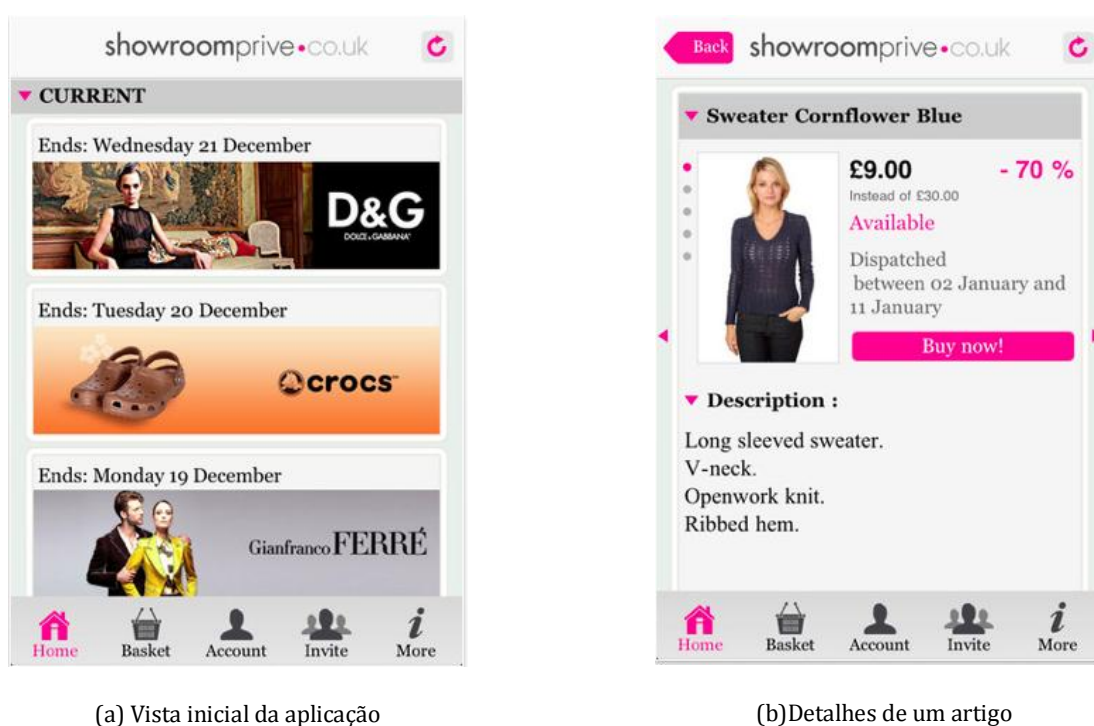 showroomprive•co.uk
CURRENT
Ends: Wednesday 21 December
D&G
DOLCE & GABBANA
Ends: Tuesday 20 December
crocs™
Ends: Monday 19 December
Gianfranco FERRÉ
Home Basket Account Invite More
(a) Vista inicial da aplicação
Back showroomprive•co.uk
Sweater Cornflower Blue
£9.00 - 70 %
Instead of £30.00
Available
Dispatched
between 02 January and
11 January
Buy now!
Description :
Long sleeved sweater.
V-neck.
Openwork knit.
Ribbed hem.
Home Basket Account Invite More
(b)Detalhes de um artigo